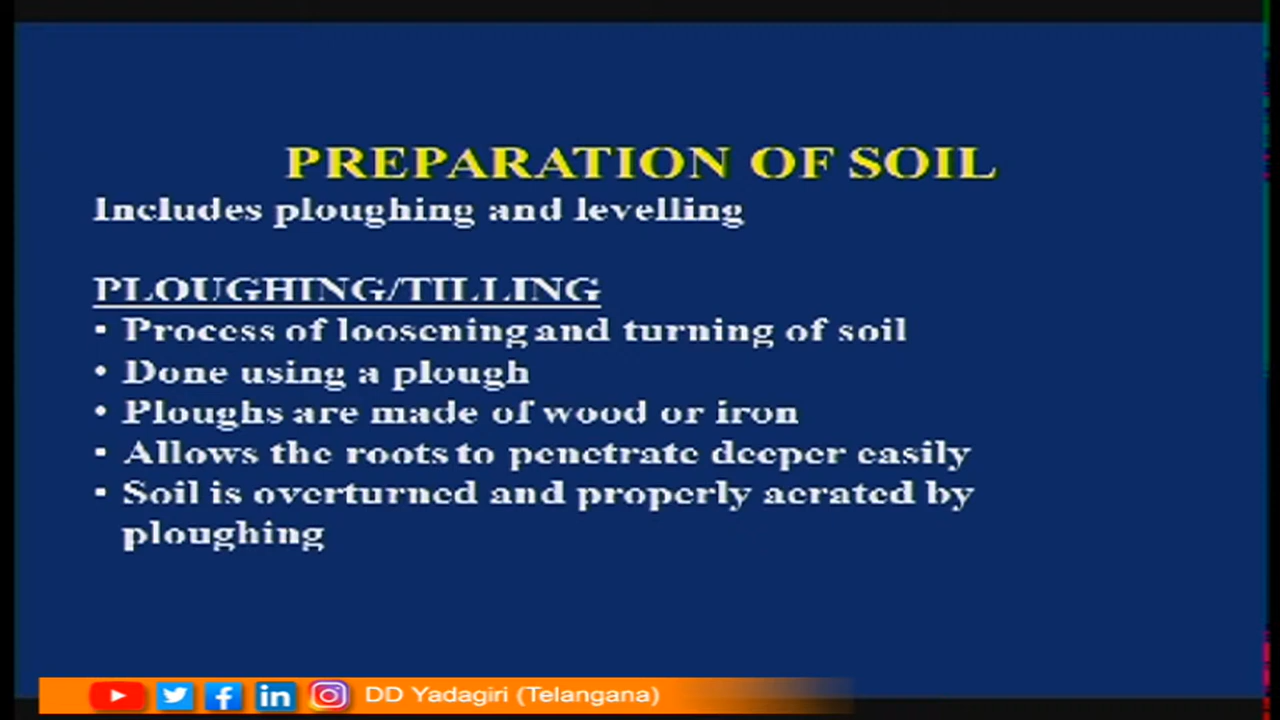 PREPARATION OF SOIL
Includes ploughing and levelling
PLOUGHING/TILLING
• Process of loosening and turning of soil
• Done using a plough
• Ploughs are made of wood or iron
• Allows the roots to penetrate deeper easily
• Soil is overturned and properly aerated by
ploughing
DD Yadagiri (Telangana)